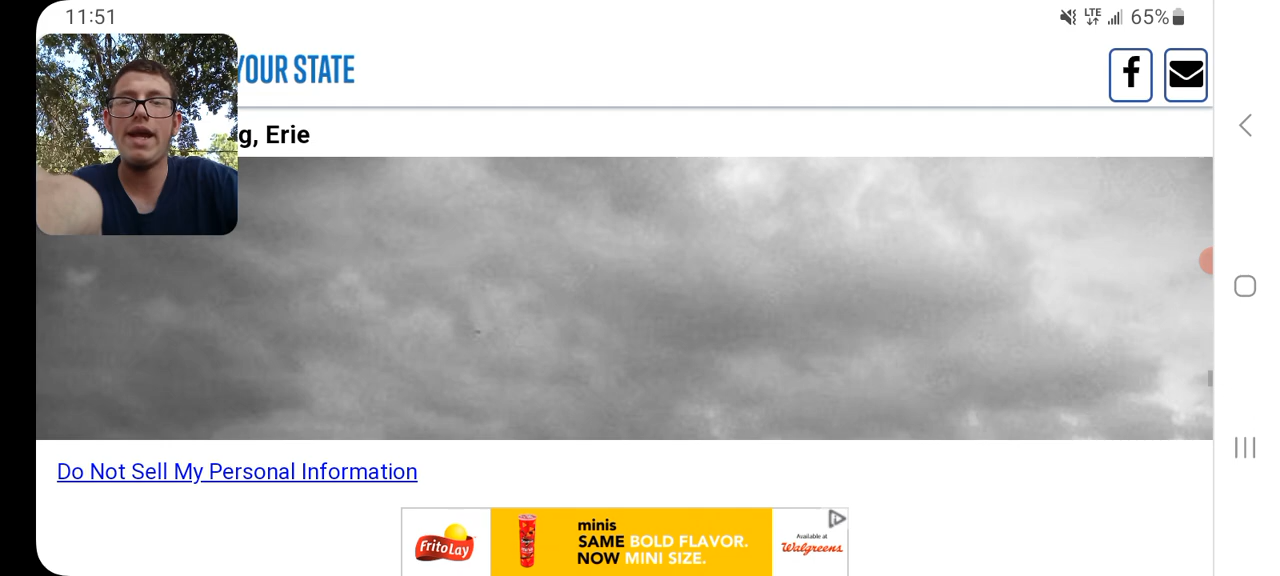 11:51
LTE
65%
YOUR STATE
g, Erie
Do Not Sell My Personal Information
FritoLay
minis
SAME BOLD FLAVOR.
NOW MINI SIZE.
Available at
Walgreens